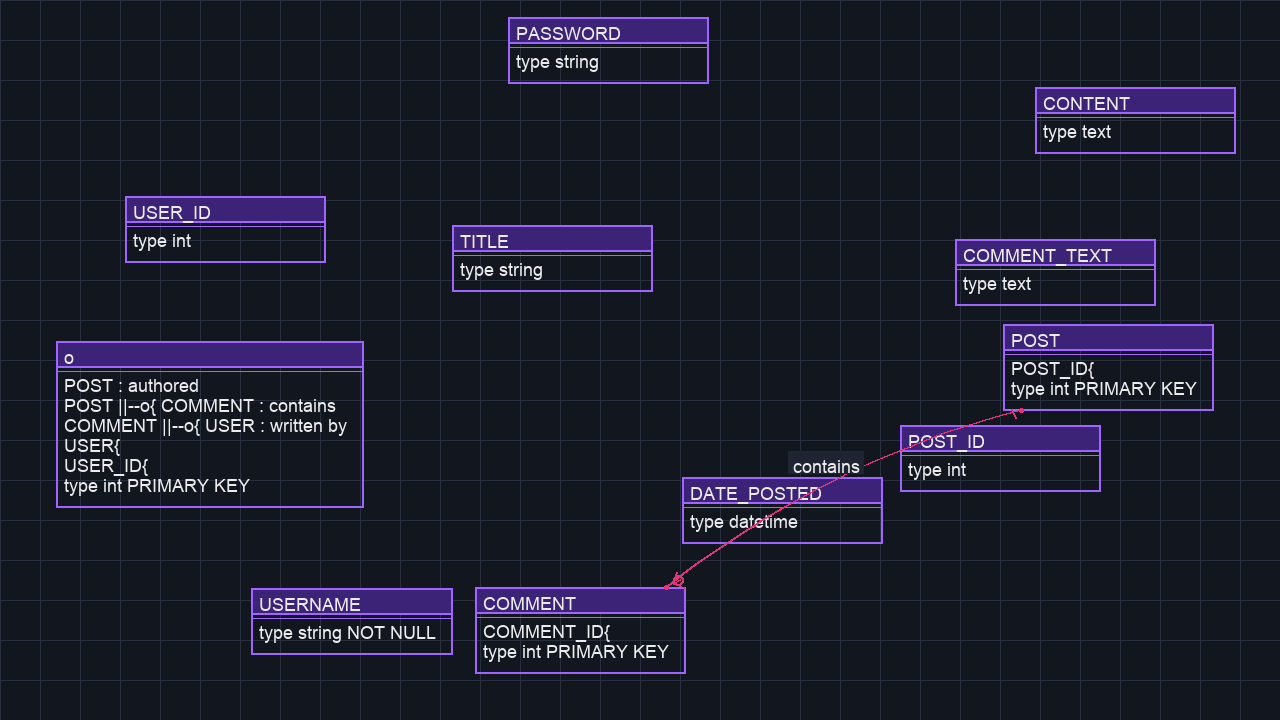 PASSWORD
type string
CONTENT
type text
USER_ID
type int
TITLE
type string
COMMENT_TEXT
type text
POST
POST_ID{
type int PRIMARY KEY
o
POST : authored
POST ||--o{ COMMENT : contains
COMMENT ||--o{ USER : written by
USER{
USER_ID{
type int PRIMARY KEY
POST_ID
type int
contains
DATE_POSTED
type datetime
USERNAME
type string NOT NULL
COMMENT
COMMENT_ID{
type int PRIMARY KEY